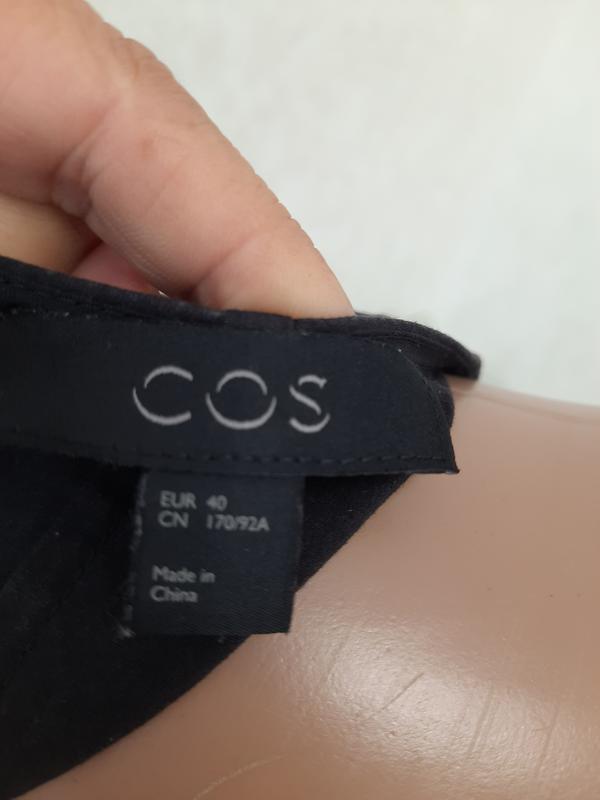 COS
EUR 40
CN 170/92A
Made in
China